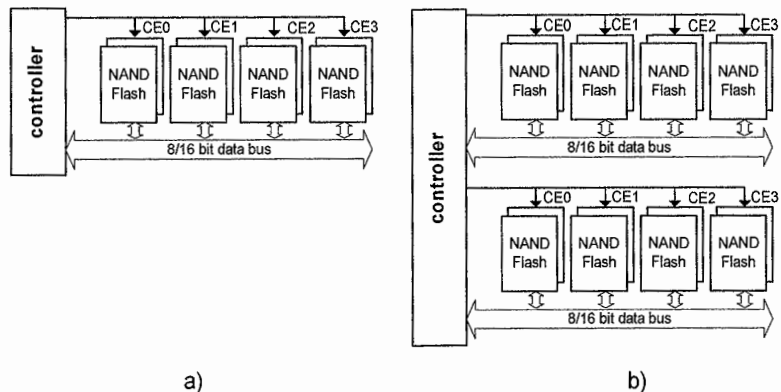 controller
CE0 CE1 CE2 CE3
NAND Flash
NAND Flash
NAND Flash
NAND Flash
8/16 bit data bus
a)
controller
CE0 CE1 CE2 CE3
NAND Flash
NAND Flash
NAND Flash
NAND Flash
8/16 bit data bus
CE0 CE1 CE2 CE3
NAND Flash
NAND Flash
NAND Flash
NAND Flash
8/16 bit data bus
b)